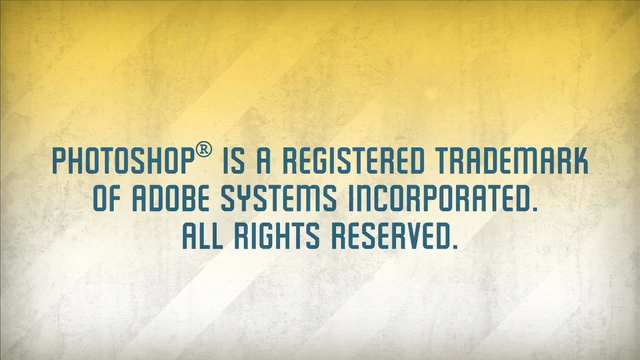 PHOTOSHOP® IS A REGISTERED TRADEMARK
OF ADOBE SYSTEMS INCORPORATED.
ALL RIGHTS RESERVED.